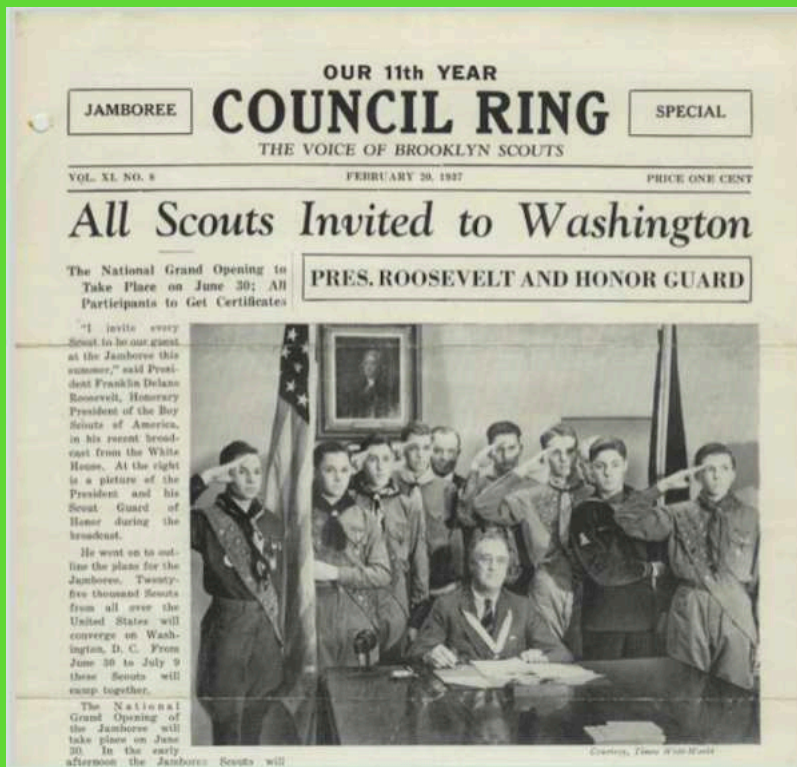 OUR 11th YEAR
JAMBOREE
COUNCIL RING
SPECIAL
THE VOICE OF BROOKLYN SCOUTS
VOL. XI. NO. 8
FEBRUARY 20, 1937
PRICE ONE CENT
All Scouts Invited to Washington
The National Grand Opening to
Take Place on June 30; All
Participants to Get Certificates
PRES. ROOSEVELT AND HONOR GUARD
"I invite every
Scout to be our guest
at the Jamboree this
summer," said Presi-
dent Franklin Delano
Roosevelt, Honorary
President of the Boy
Scouts of America,
in his recent broad-
cast from the White
House. At the right
is a picture of the
President and his
Scout Guard of
Honor during the
broadcast.
He went on to out-
line the plans for the
Jamboree. Twenty-
five thousand Scouts
from all over the
United States will
converge on Wash-
ington, D. C. From
June 30 to July 9
these Scouts will
camp together.
The National
Grand Opening of
the Jamboree will
take place on June
30. In the early
afternoon the Jamboree Scouts will
Courtesy, Times Wide-World